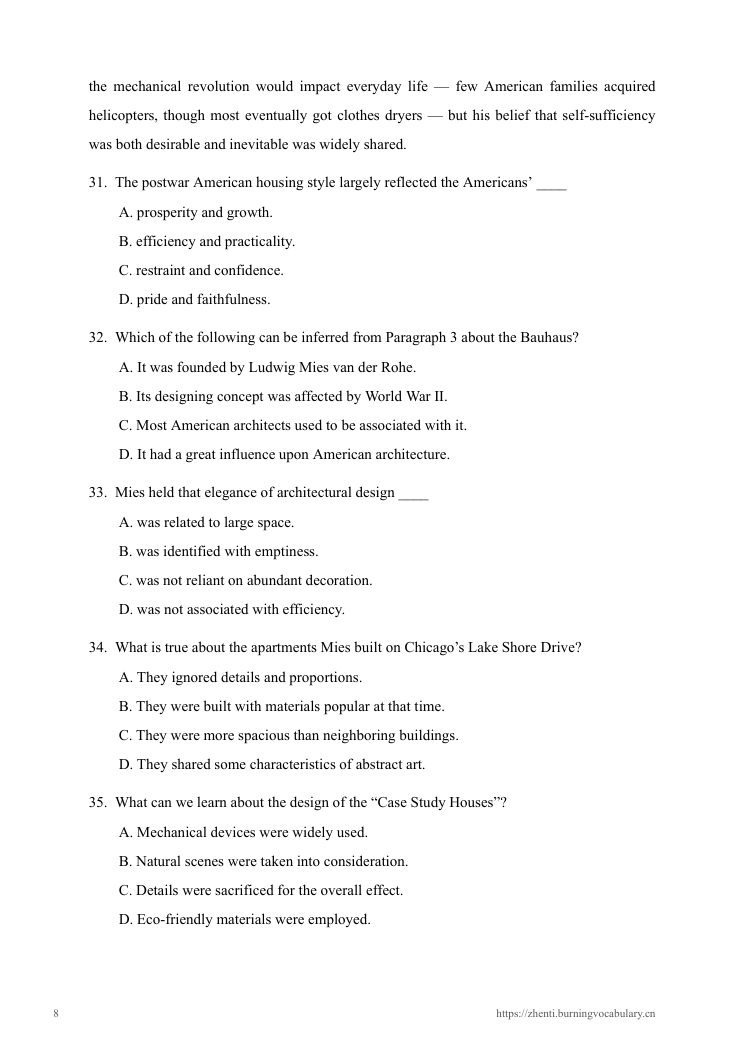 the mechanical revolution would impact everyday life — few American families acquired
helicopters, though most eventually got clothes dryers — but his belief that self-sufficiency
was both desirable and inevitable was widely shared.
31. The postwar American housing style largely reflected the Americans’ ____
A. prosperity and growth.
B. efficiency and practicality.
C. restraint and confidence.
D. pride and faithfulness.
32. Which of the following can be inferred from Paragraph 3 about the Bauhaus?
A. It was founded by Ludwig Mies van der Rohe.
B. Its designing concept was affected by World War II.
C. Most American architects used to be associated with it.
D. It had a great influence upon American architecture.
33. Mies held that elegance of architectural design ____
A. was related to large space.
B. was identified with emptiness.
C. was not reliant on abundant decoration.
D. was not associated with efficiency.
34. What is true about the apartments Mies built on Chicago’s Lake Shore Drive?
A. They ignored details and proportions.
B. They were built with materials popular at that time.
C. They were more spacious than neighboring buildings.
D. They shared some characteristics of abstract art.
35. What can we learn about the design of the “Case Study Houses”?
A. Mechanical devices were widely used.
B. Natural scenes were taken into consideration.
C. Details were sacrificed for the overall effect.
D. Eco-friendly materials were employed.
8 https://zhenti.burningvocabulary.cn